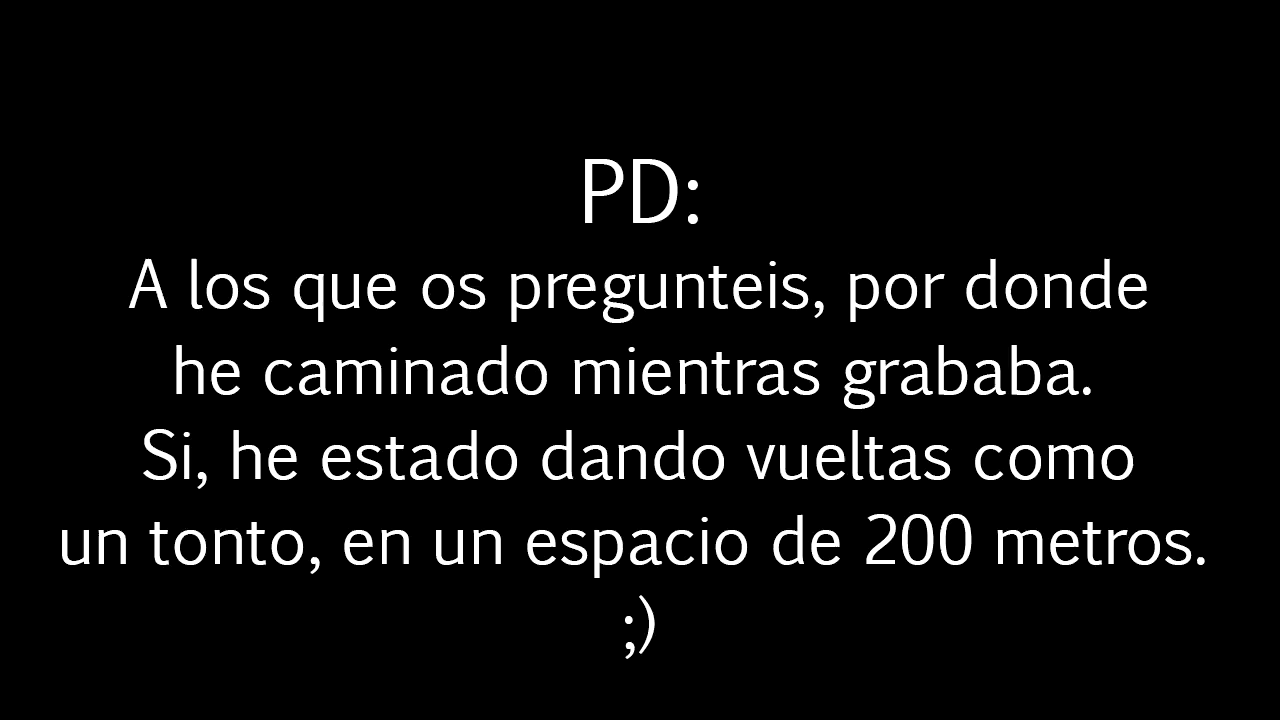 PD:
A los que os pregunteis, por donde
he caminado mientras grababa.
Si, he estado dando vueltas como
un tonto, en un espacio de 200 metros.
;)